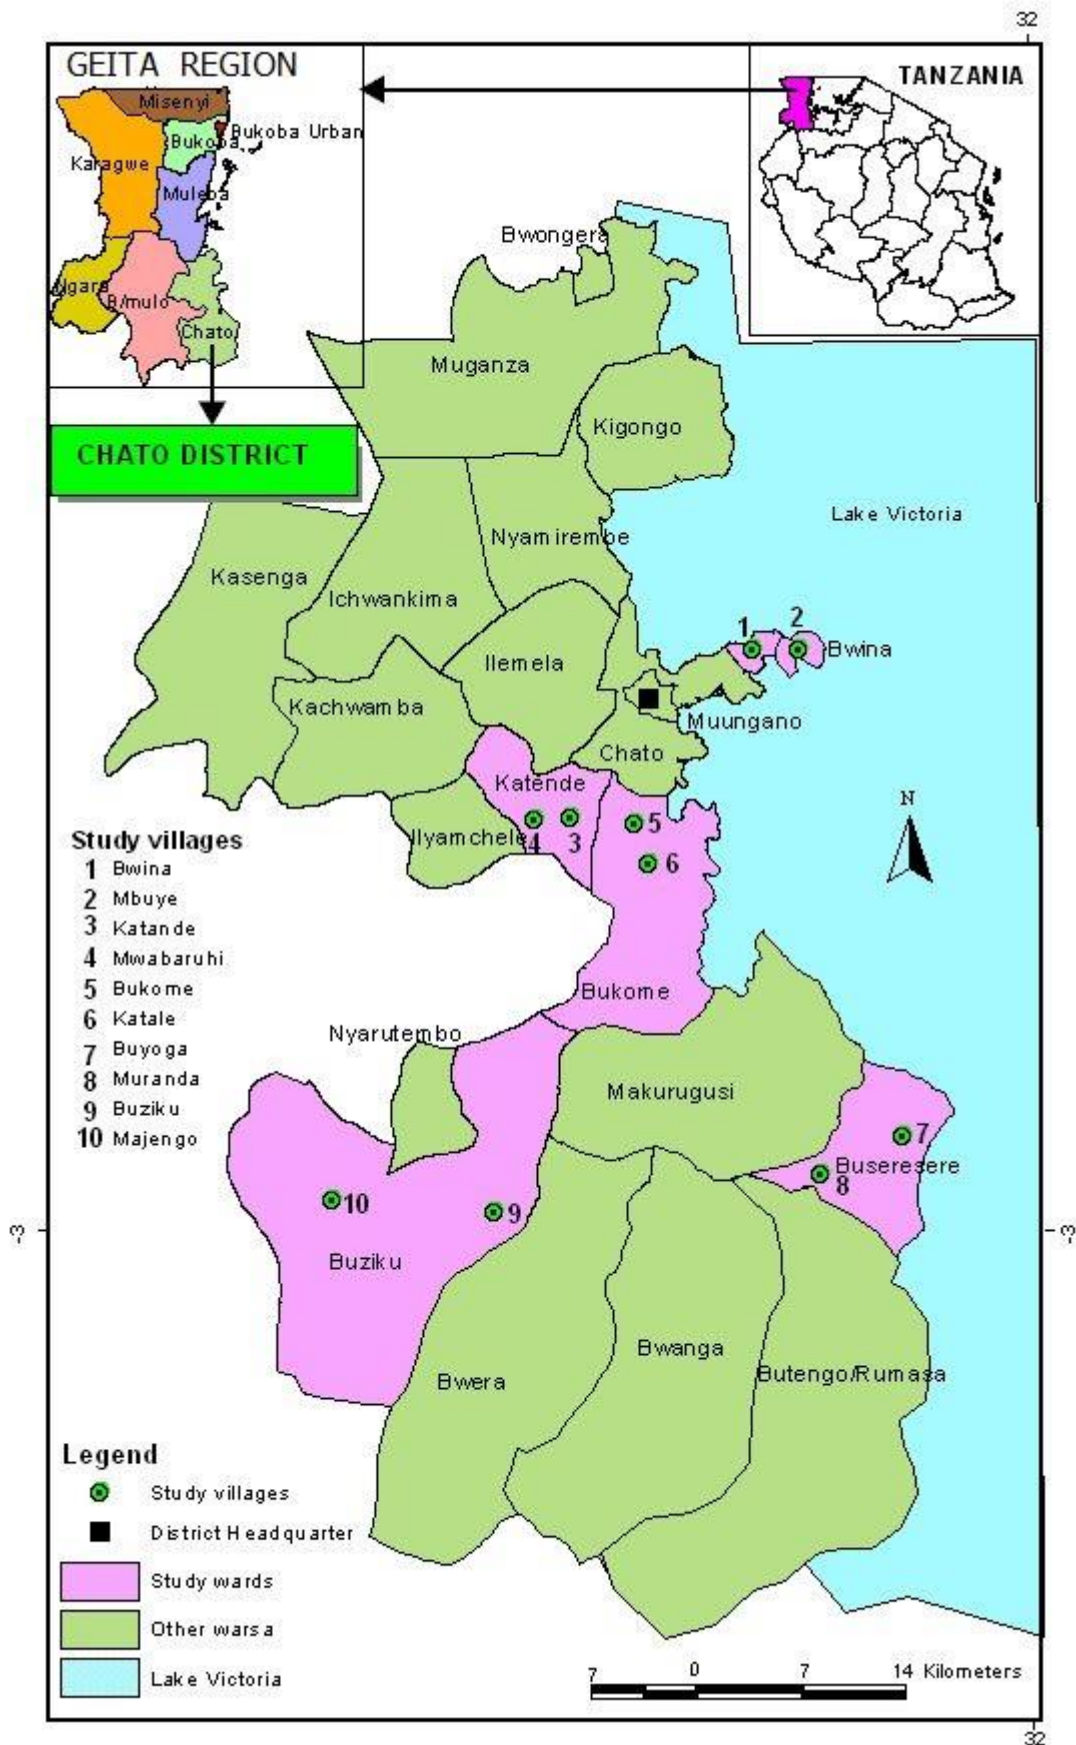 32
GEITA REGION
TANZANIA
Misenyi
Bukoba Urban
Bukoba
Karagwe
Muleba
Ngara
B/mulo
Chato
CHATO DISTRICT
Bwongera
Muganza
Kigongo
Lake Victoria
Nyamirembe
Kasenga
Ichwankima
1
2
Bwina
Ilemela
Kachwamba
Muungano
Chato
Katende
N
5
Ilyamchele
4
3
6
Study villages
1 Bwina
2 Mbuye
3 Katande
4 Mwabaruhi
5 Bukome
6 Katale
7 Buyoga
8 Muranda
9 Buziku
10 Majengo
Bukome
Nyarutembo
Makurugusi
7
Buseresere
8
10
9
-3
-3
Buziku
Bwanga
Bwera
Butengo/Rumasa
Legend
Study villages
District Headquarter
Study wards
Other warsa
Lake Victoria
7 0 7 14 Kilometers
32